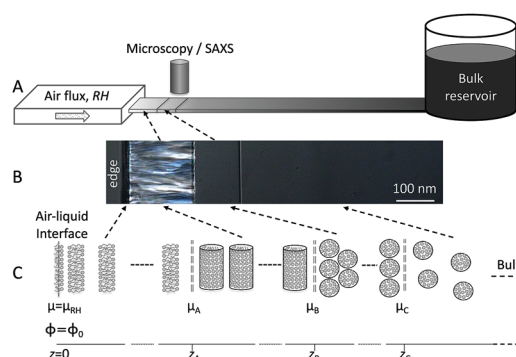 Microscopy / SAXS
A
Air flux, RH
Bulk
reservoir
B
edge
100 nm
Air-liquid
Interface
C
Bul
μ=μRH
μA
μB
μC
ϕ=ϕ0
z=0
zA